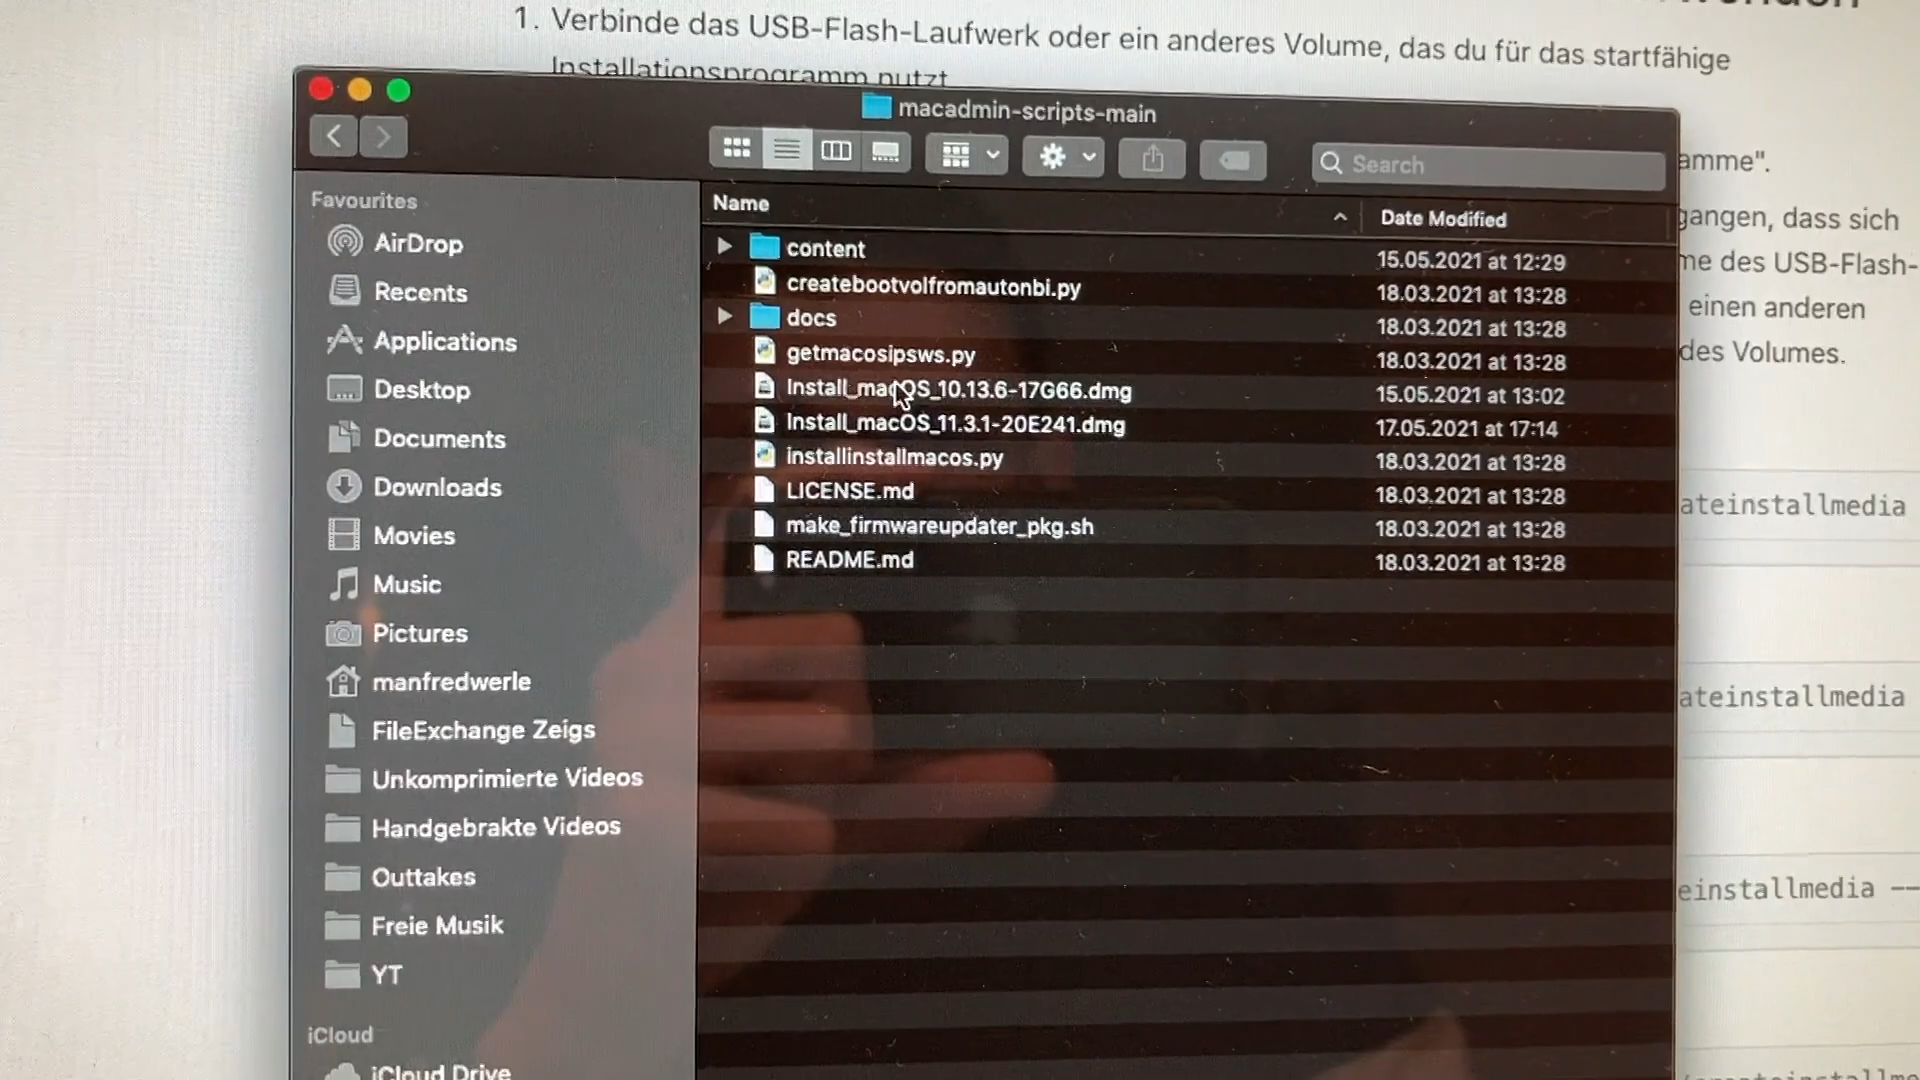 1. Verbinde das USB-Flash-Laufwerk oder ein anderes Volume, das du für das startfähige
Installationsprogramm nutzt
macadmin-scripts-main
Search
amme".
gangen, dass sich
me des USB-Flash-
einen anderen
des Volumes.
ateinstallmedia
ateinstallmedia
einstallmedia --
Favourites
AirDrop
Recents
Applications
Desktop
Documents
Downloads
Movies
Music
Pictures
manfredwerle
FileExchange Zeigs
Unkomprimierte Videos
Handgebrakte Videos
Outtakes
Freie Musik
YT
iCloud
iCloud Drive
Name Date Modified
content 15.05.2021 at 12:29
createbootvolfromautonbi.py 18.03.2021 at 13:28
docs 18.03.2021 at 13:28
getmacosipsws.py 18.03.2021 at 13:28
Install_macOS_10.13.6-17G66.dmg 15.05.2021 at 13:02
Install_macOS_11.3.1-20E241.dmg 17.05.2021 at 17:14
installinstallmacos.py 18.03.2021 at 13:28
LICENSE.md 18.03.2021 at 13:28
make_firmwareupdater_pkg.sh 18.03.2021 at 13:28
README.md 18.03.2021 at 13:28